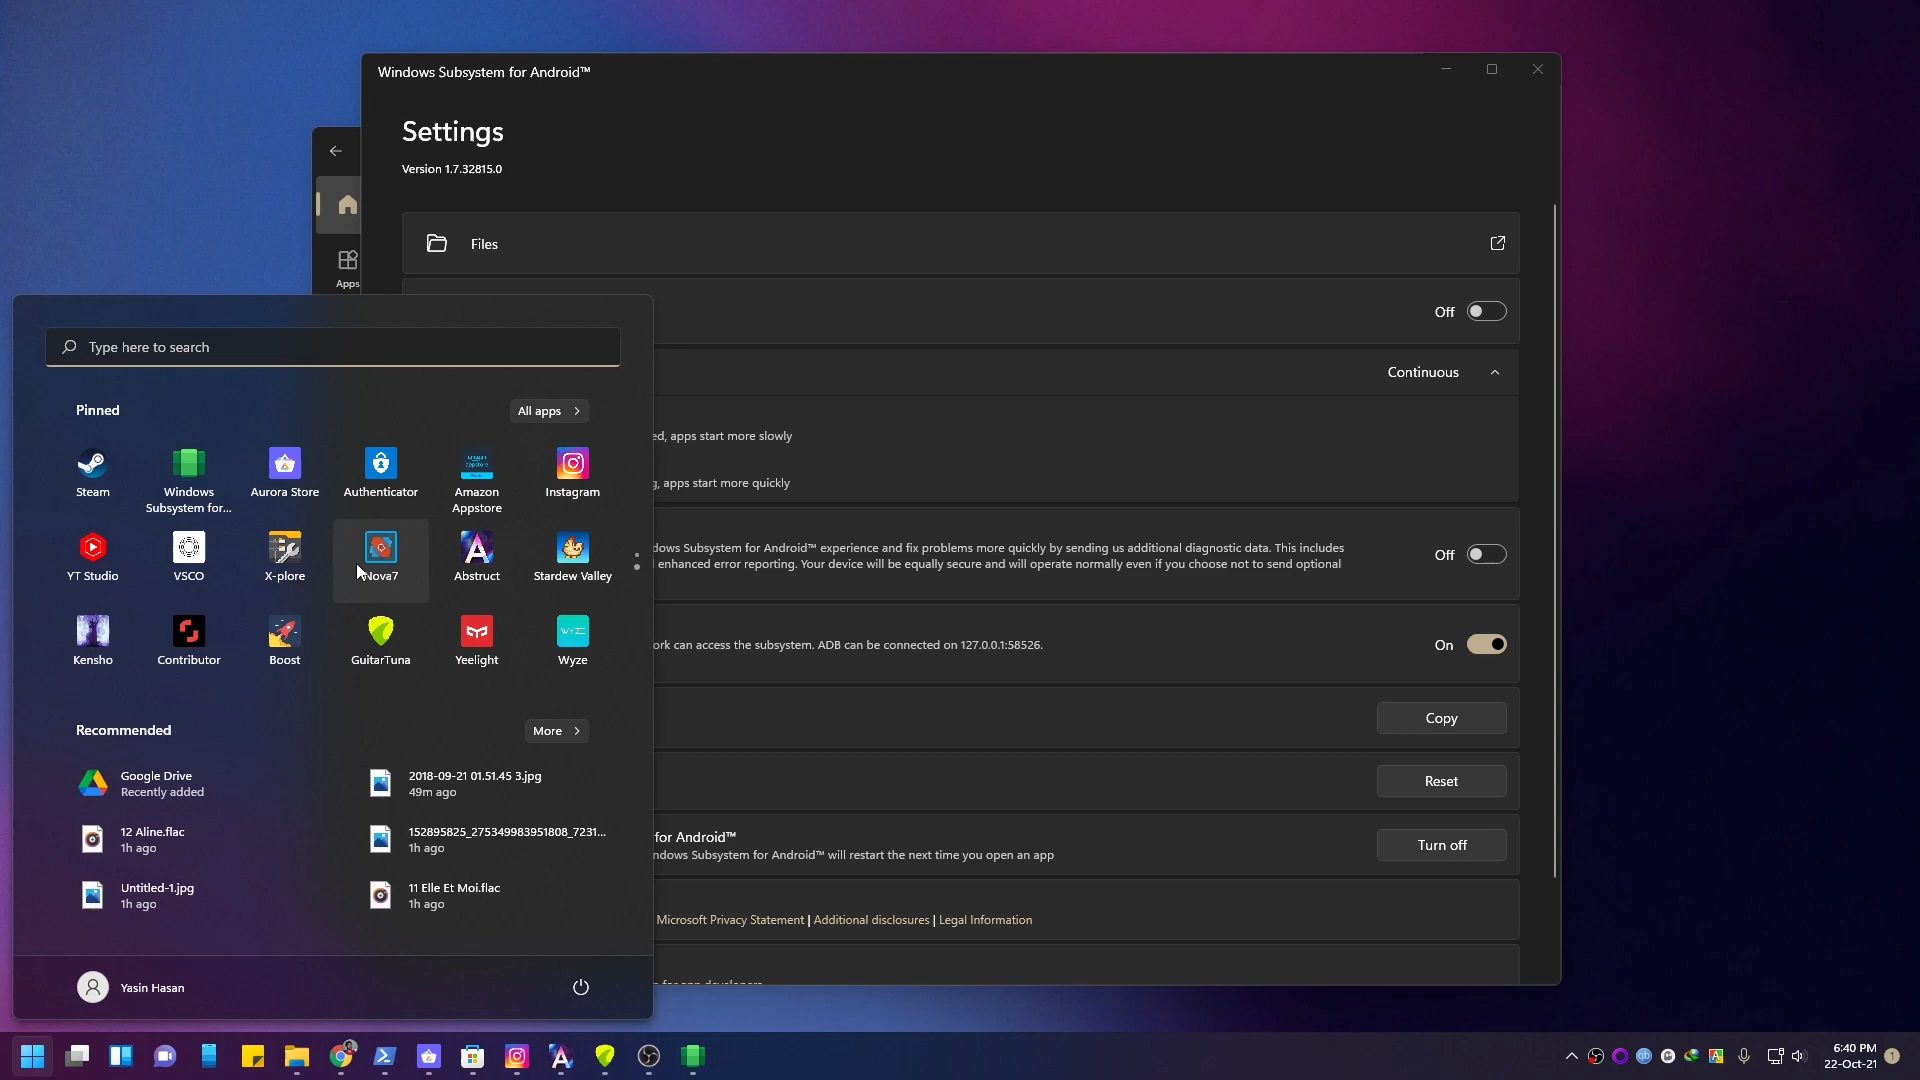 Windows Subsystem for Android™
Settings
Version 1.7.32815.0
Files
Apps
Off
Type here to search
Continuous
Pinned
All apps
ed, apps start more slowly
g, apps start more quickly
Steam
Windows Subsystem for...
Aurora Store
Authenticator
Amazon Appstore
Instagram
YT Studio
VSCO
X-plore
Nova7
Abstruct
Stardew Valley
dows Subsystem for Android™ experience and fix problems more quickly by sending us additional diagnostic data. This includes
enhanced error reporting. Your device will be equally secure and will operate normally even if you choose not to send optional
Off
Kensho
Contributor
Boost
GuitarTuna
Yeelight
WYZE
Wyze
ork can access the subsystem. ADB can be connected on 127.0.0.1:58526.
On
Copy
Recommended
More
Reset
Google Drive
Recently added
2018-09-21 01.51.45 3.jpg
49m ago
12 Aline.flac
1h ago
152895825_275349983951808_7231...
1h ago
for Android™
ndows Subsystem for Android™ will restart the next time you open an app
Turn off
Untitled-1.jpg
1h ago
11 Elle Et Moi.flac
1h ago
Microsoft Privacy Statement | Additional disclosures | Legal Information
Yasin Hasan
6:40 PM
22-Oct-21
1